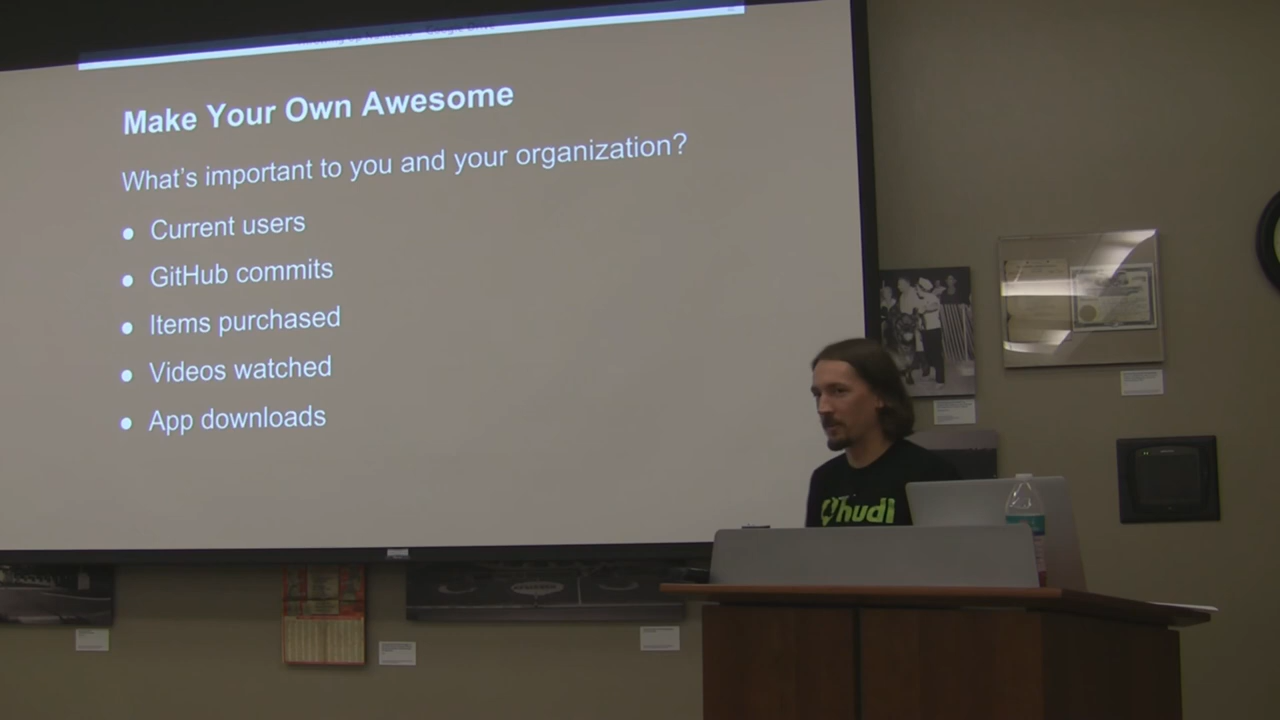 Make Your Own Awesome
What's important to you and your organization?
● Current users
● GitHub commits
● Items purchased
● Videos watched
● App downloads
hudl